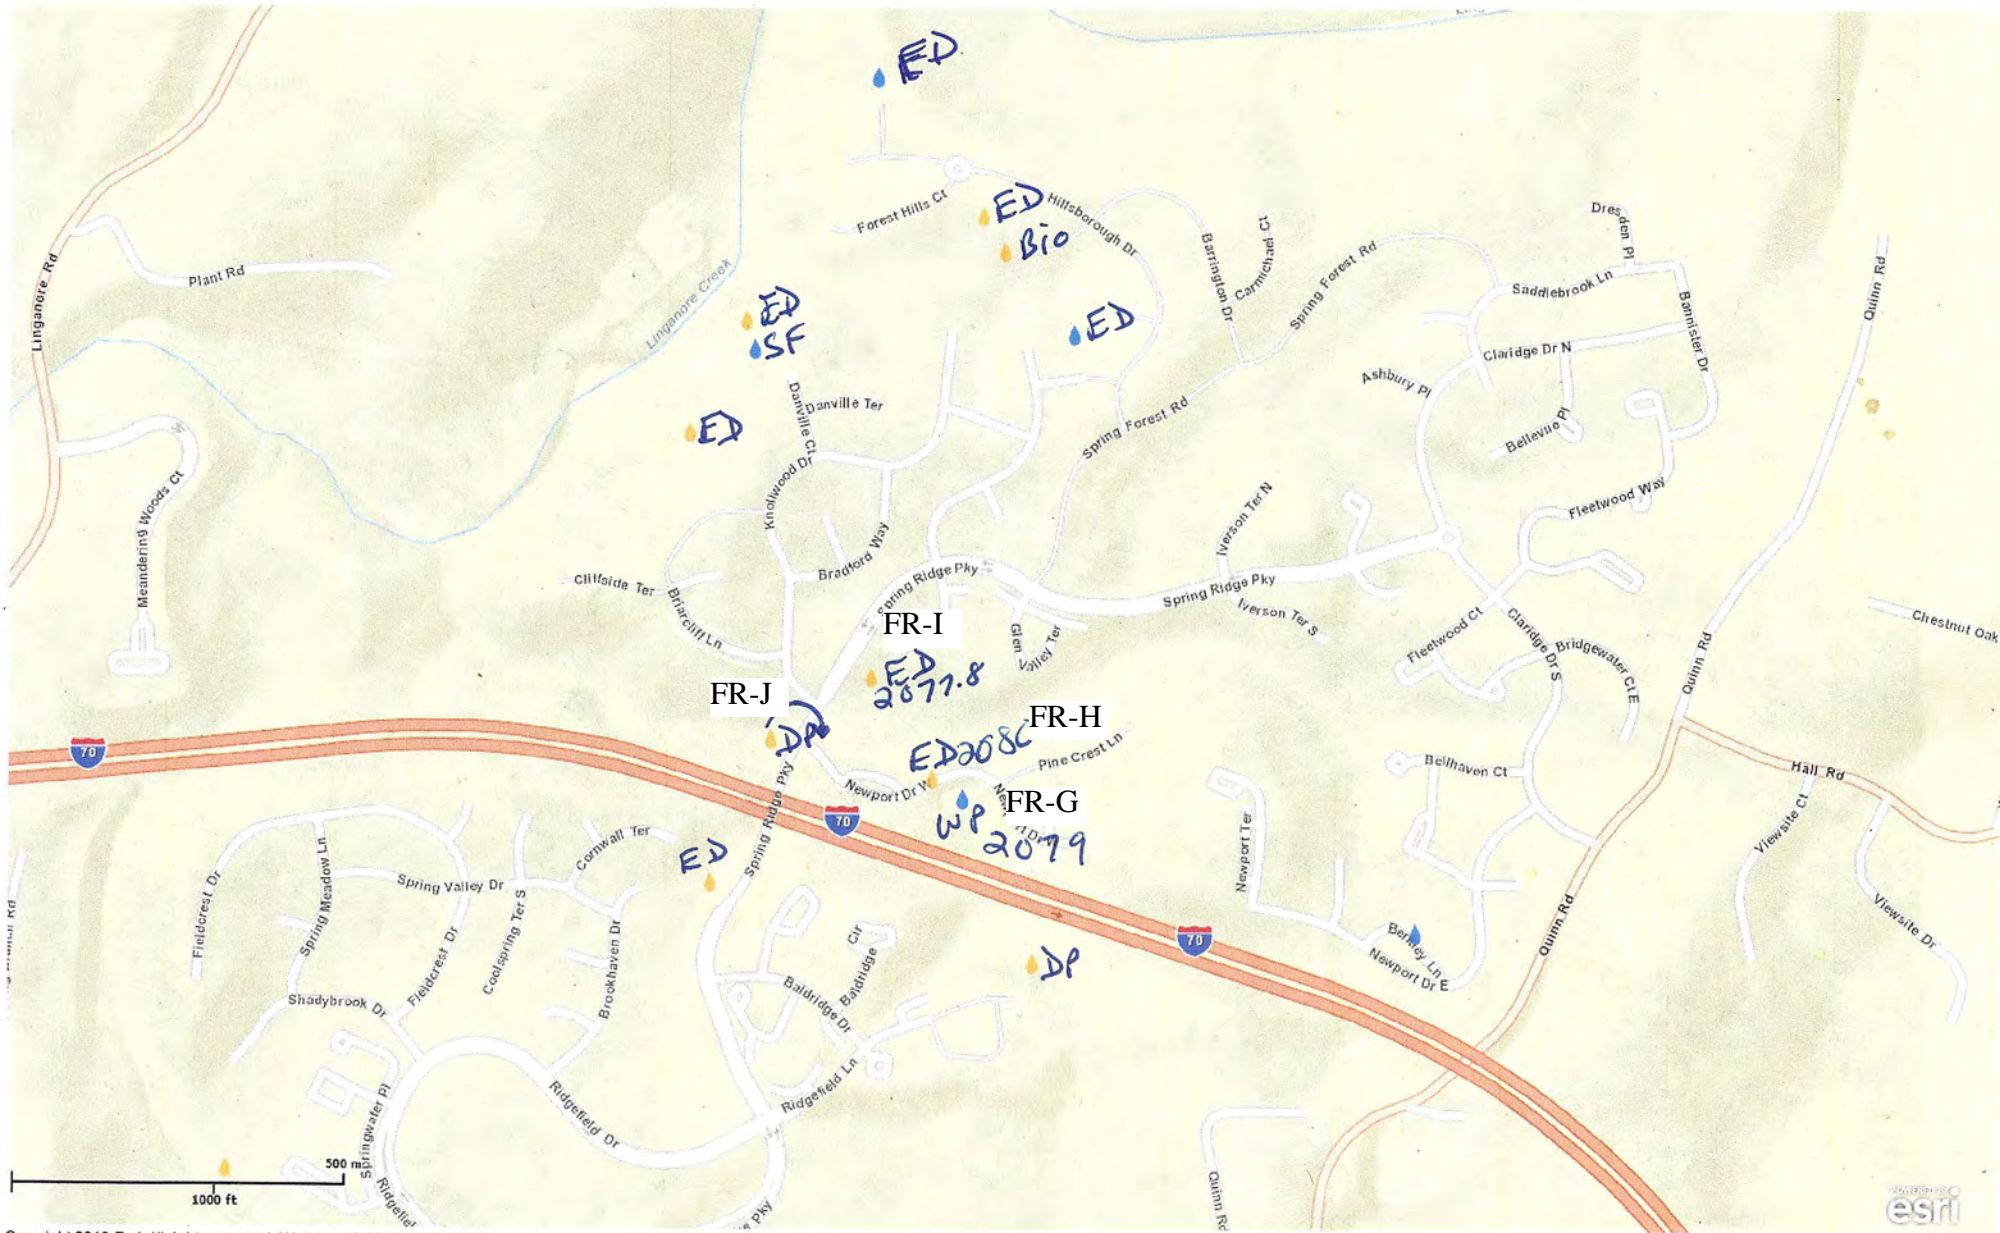 ED
Forest Hills Ct
ED
Hillsborough Dr
Bio
Barrington Dr
Carmichael Ct
Dresden Pl
Spring Forest Rd
Saddlebrook Ln
Bannister Dr
Quinn Rd
Linganore Rd
Plant Rd
Linganore Creek
ED
SF
ED
Claridge Dr N
Ashbury Pl
Bellevue Pl
Danville Ct
Danville Ter
ED
Spring Forest Rd
Knollwood Dr
Meandering Woods Ct
Bradford Way
Iverson Ter N
Fleetwood Way
Cliffside Ter
Briarcliff Ln
Spring Ridge Pky
Spring Ridge Pky
Iverson Ter S
Glen Valley Ter
Fleetwood Ct
Claridge Dr S
Bridgewater Ct E
Quinn Rd
Chestnut Oak
FR-I
ED
2077.8
FR-J
DP
FR-H
ED
Pine Crest Ln
70
Newport Dr W
FR-G
WP
2079
70
Spring Ridge Pky
Bellhaven Ct
Hall Rd
Viewsite Ct
Viewsite Dr
Newport Ter
Cornwall Ter
ED
Fieldcrest Dr
Spring Meadow Ln
Spring Valley Dr
Fieldcrest Dr
Coolspring Ter S
Brookhaven Dr
Shadybrook Dr
Baldridge Dr
Baldridge Cir
DP
70
Newport Dr E
Quinn Rd
Springwater Pl
Ridgefield Dr
Ridgefield Ln
Quinn Rd
500 m
1000 ft
POWERED BY
esri